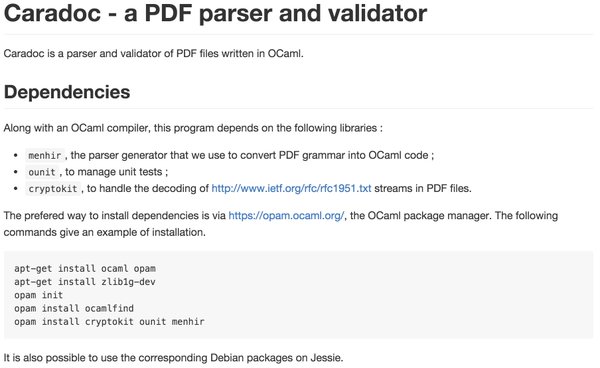 Caradoc - a PDF parser and validator
Caradoc is a parser and validator of PDF files written in OCaml.
Dependencies
Along with an OCaml compiler, this program depends on the following libraries :
• menhir , the parser generator that we use to convert PDF grammar into OCaml code ;
• ounit , to manage unit tests ;
• cryptokit , to handle the decoding of http://www.ietf.org/rfc/rfc1951.txt streams in PDF files.
The prefered way to install dependencies is via https://opam.ocaml.org/, the OCaml package manager. The following
commands give an example of installation.
apt-get install ocaml opam
apt-get install zlib1g-dev
opam init
opam install ocamlfind
opam install cryptokit ounit menhir
It is also possible to use the corresponding Debian packages on Jessie.